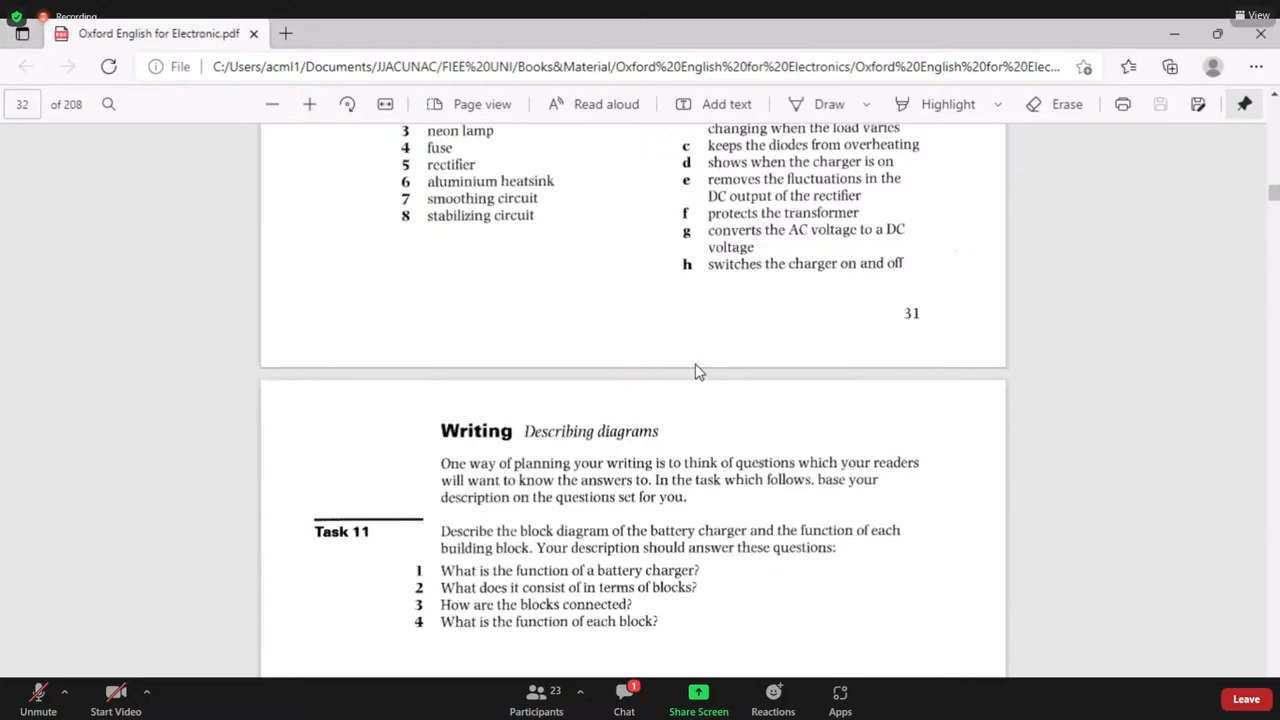 Recording
View
Oxford English for Electronic.pdf
File
C:/Users/acml1/Documents/JJACUNAC/FIEE%20UNI/Books&Material/Oxford%20English%20for%20Electronics/Oxford%20English%20for%20Elec...
32 of 208
Page view
Read aloud
Add text
Draw
Highlight
Erase
3 neon lamp
4 fuse
5 rectifier
6 aluminium heatsink
7 smoothing circuit
8 stabilizing circuit
changing when the load varies
c keeps the diodes from overheating
d shows when the charger is on
e removes the fluctuations in the
DC output of the rectifier
f protects the transformer
g converts the AC voltage to a DC
voltage
h switches the charger on and off
31
Writing Describing diagrams
One way of planning your writing is to think of questions which your readers
will want to know the answers to. In the task which follows, base your
description on the questions set for you.
Task 11
Describe the block diagram of the battery charger and the function of each
building block. Your description should answer these questions:
1 What is the function of a battery charger?
2 What does it consist of in terms of blocks?
3 How are the blocks connected?
4 What is the function of each block?
Unmute
Start Video
23
Participants
1
Chat
Share Screen
Reactions
Apps
Leave